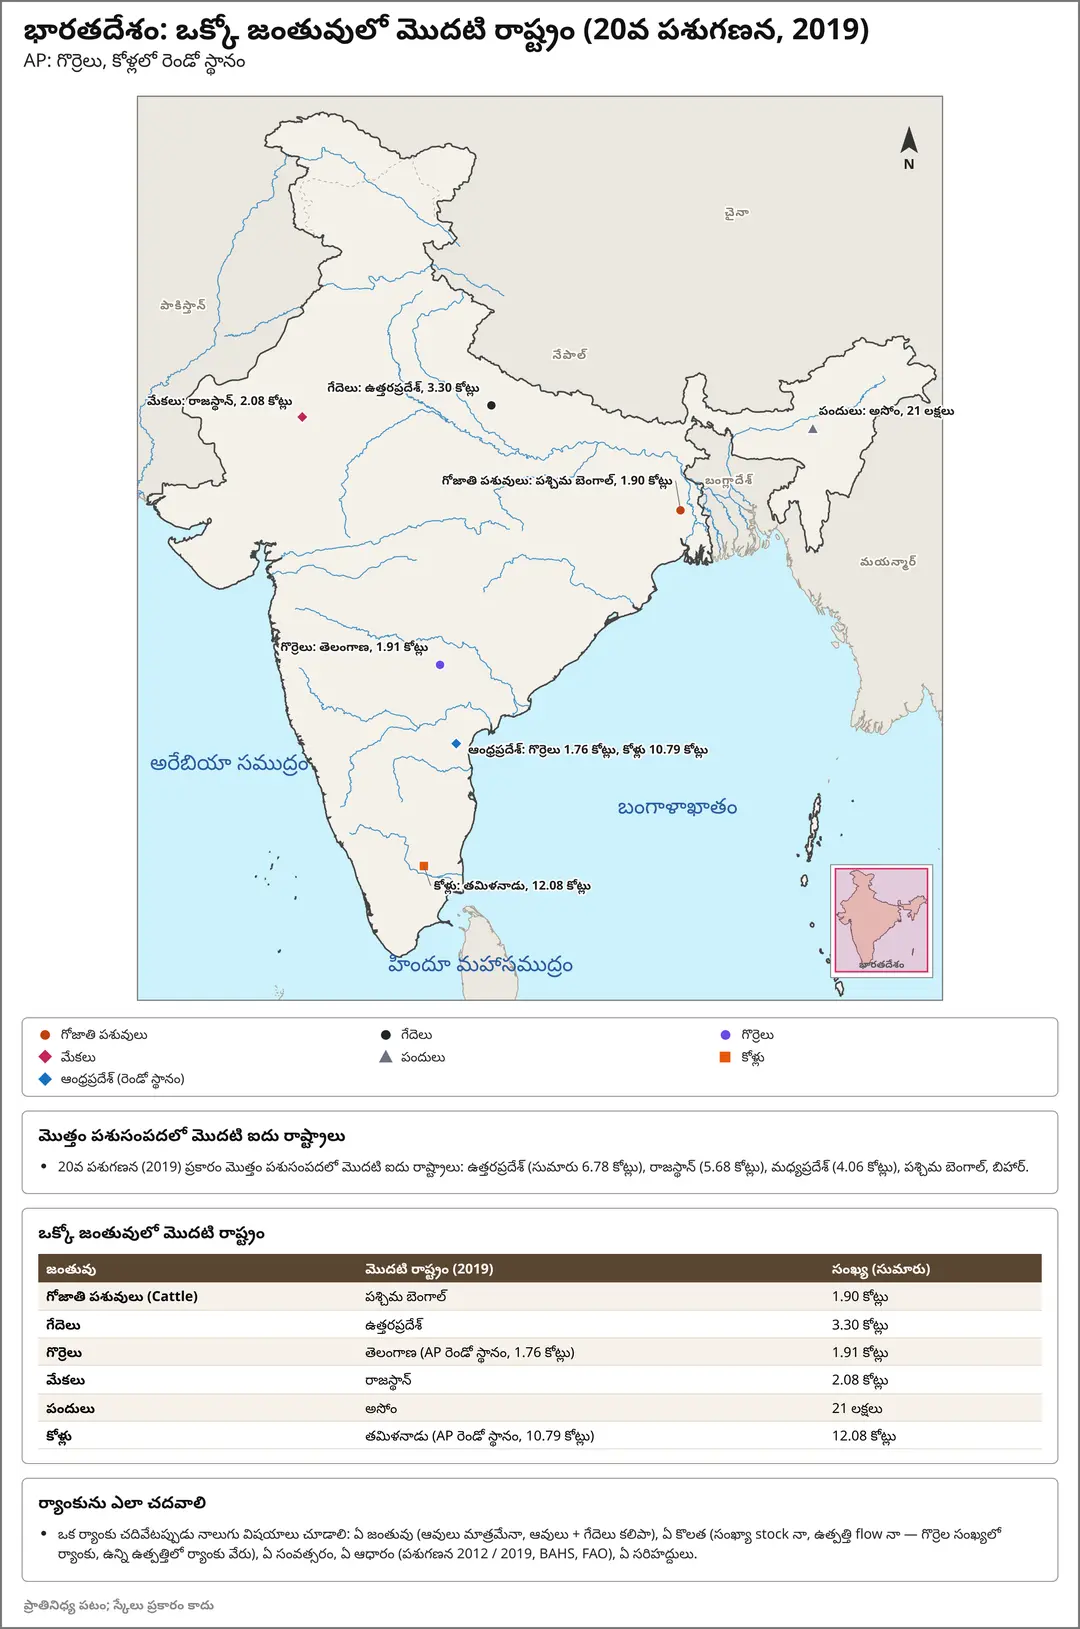 భారతదేశం: ఒక్కో జంతువులో మొదటి రాష్ట్రం (20వ పశుగణన, 2019)
AP: గొర్రెలు, కోళ్లలో రెండో స్థానం
N
చైనా
పాకిస్తాన్
నేపాల్
గేదెలు: ఉత్తరప్రదేశ్, 3.30 కోట్లు
మేకలు: రాజస్థాన్, 2.08 కోట్లు
పందులు: అసోం, 21 లక్షలు
గోజాతి పశువులు: పశ్చిమ బెంగాల్, 1.90 కోట్లు
బంగ్లాదేశ్
మయన్మార్
గొర్రెలు: తెలంగాణ, 1.91 కోట్లు
ఆంధ్రప్రదేశ్: గొర్రెలు 1.76 కోట్లు, కోళ్లు 10.79 కోట్లు
అరేబియా సముద్రం
బంగాళాఖాతం
కోళ్లు: తమిళనాడు, 12.08 కోట్లు
హిందూ మహాసముద్రం
భారతదేశం
గోజాతి పశువులు
గేదెలు
గొర్రెలు
మేకలు
పందులు
కోళ్లు
ఆంధ్రప్రదేశ్ (రెండో స్థానం)
మొత్తం పశుసంపదలో మొదటి ఐదు రాష్ట్రాలు
• 20వ పశుగణన (2019) ప్రకారం మొత్తం పశుసంపదలో మొదటి ఐదు రాష్ట్రాలు: ఉత్తరప్రదేశ్ (సుమారు 6.78 కోట్లు), రాజస్థాన్ (5.68 కోట్లు), మధ్యప్రదేశ్ (4.06 కోట్లు), పశ్చిమ బెంగాల్, బిహార్.
ఒక్కో జంతువులో మొదటి రాష్ట్రం
జంతువు మొదటి రాష్ట్రం (2019) సంఖ్య (సుమారు)
గోజాతి పశువులు (Cattle) పశ్చిమ బెంగాల్ 1.90 కోట్లు
గేదెలు ఉత్తరప్రదేశ్ 3.30 కోట్లు
గొర్రెలు తెలంగాణ (AP రెండో స్థానం, 1.76 కోట్లు) 1.91 కోట్లు
మేకలు రాజస్థాన్ 2.08 కోట్లు
పందులు అసోం 21 లక్షలు
కోళ్లు తమిళనాడు (AP రెండో స్థానం, 10.79 కోట్లు) 12.08 కోట్లు
ర్యాంకును ఎలా చదవాలి
• ఒక ర్యాంకు చదివేటప్పుడు నాలుగు విషయాలు చూడాలి: ఏ జంతువు (ఆవులు మాత్రమేనా, ఆవులు + గేదెలు కలిపా), ఏ కొలత (సంఖ్యా stock నా, ఉత్పత్తి flow నా — గొర్రెల సంఖ్యలో
ర్యాంకు, ఉన్ని ఉత్పత్తిలో ర్యాంకు వేరు), ఏ సంవత్సరం, ఏ ఆధారం (పశుగణన 2012 / 2019, BAHS, FAO), ఏ సరిహద్దులు.
ప్రాతినిధ్య పటం; స్కేలు ప్రకారం కాదు